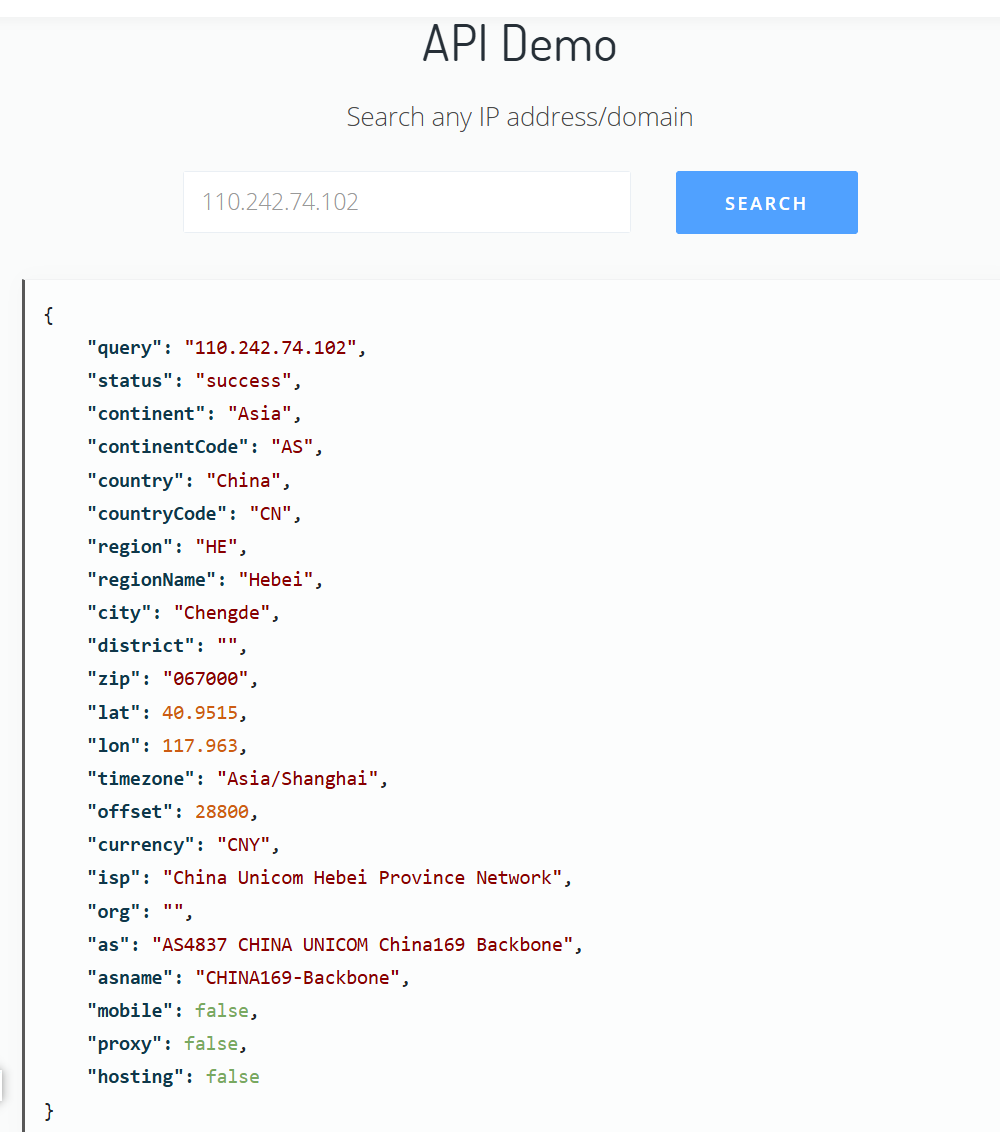 API Demo
Search any IP address/domain
110.242.74.102
SEARCH
{
"query": "110.242.74.102",
"status": "success",
"continent": "Asia",
"continentCode": "AS",
"country": "China",
"countryCode": "CN",
"region": "HE",
"regionName": "Hebei",
"city": "Chengde",
"district": "",
"zip": "067000",
"lat": 40.9515,
"lon": 117.963,
"timezone": "Asia/Shanghai",
"offset": 28800,
"currency": "CNY",
"isp": "China Unicom Hebei Province Network",
"org": "",
"as": "AS4837 CHINA UNICOM China169 Backbone",
"asname": "CHINA169-Backbone",
"mobile": false,
"proxy": false,
"hosting": false
}